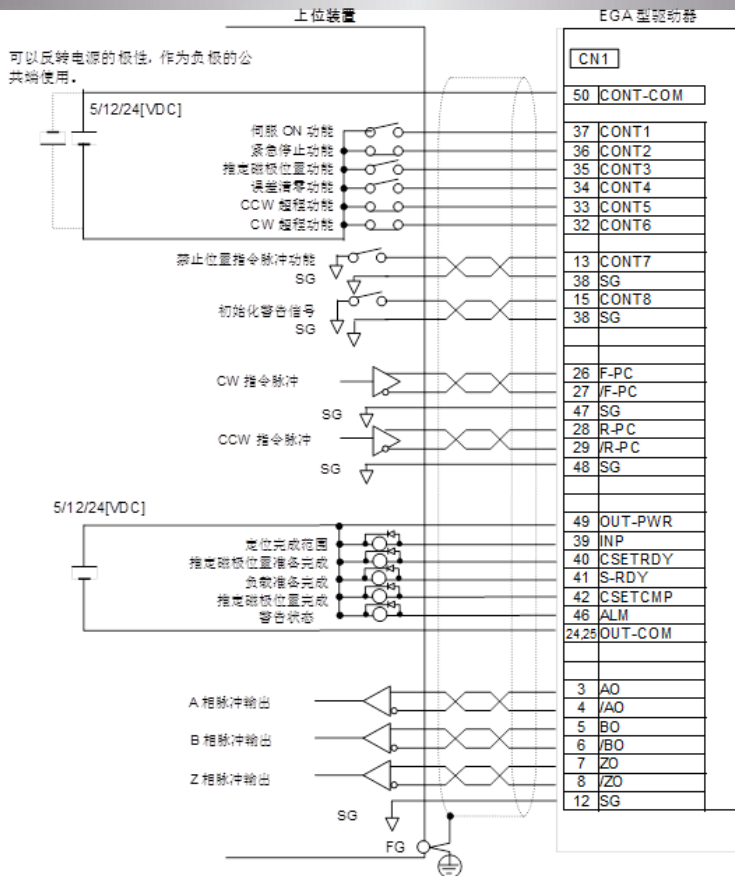 上位装置
EGA 型驱动器
可以反转电源的极性, 作为负极的公
共端使用.
CN1
5/12/24[VDC]
50 CONT-COM
伺服 ON 功能
37 CONT1
紧急停止功能
36 CONT2
推定磁极位置功能
35 CONT3
误差清零功能
34 CONT4
CCW 超程功能
33 CONT5
CW 超程功能
32 CONT6
禁止位置指令脉冲功能
13 CONT7
SG
38 SG
初始化警告信号
15 CONT8
SG
38 SG
CW 指令脉冲
26 F-PC
27 /F-PC
SG
47 SG
CCW 指令脉冲
28 R-PC
29 /R-PC
SG
48 SG
5/12/24[VDC]
49 OUT-PWR
定位完成范围
39 INP
推定磁极位置准备完成
40 CSETRDY
负载准备完成
41 S-RDY
推定磁极位置完成
42 CSETCMP
警告状态
46 ALM
24,25 OUT-COM
A 相脉冲输出
3 AO
4 /AO
B 相脉冲输出
5 BO
6 /BO
Z 相脉冲输出
7 ZO
8 /ZO
SG
12 SG
FG